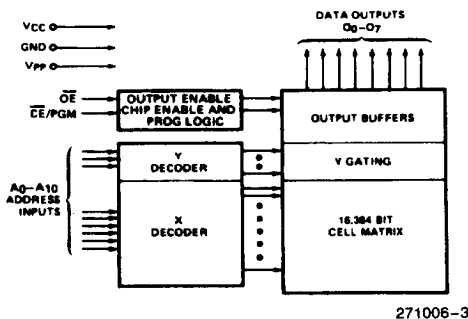 DATA OUTPUTS
O0–O7
VCC
GND
VPP
OE
CE/PGM
OUTPUT ENABLE
CHIP ENABLE AND
PROG LOGIC
OUTPUT BUFFERS
Y
DECODER
Y GATING
A0–A10
ADDRESS
INPUTS
X
DECODER
16,384 BIT
CELL MATRIX
271006–3